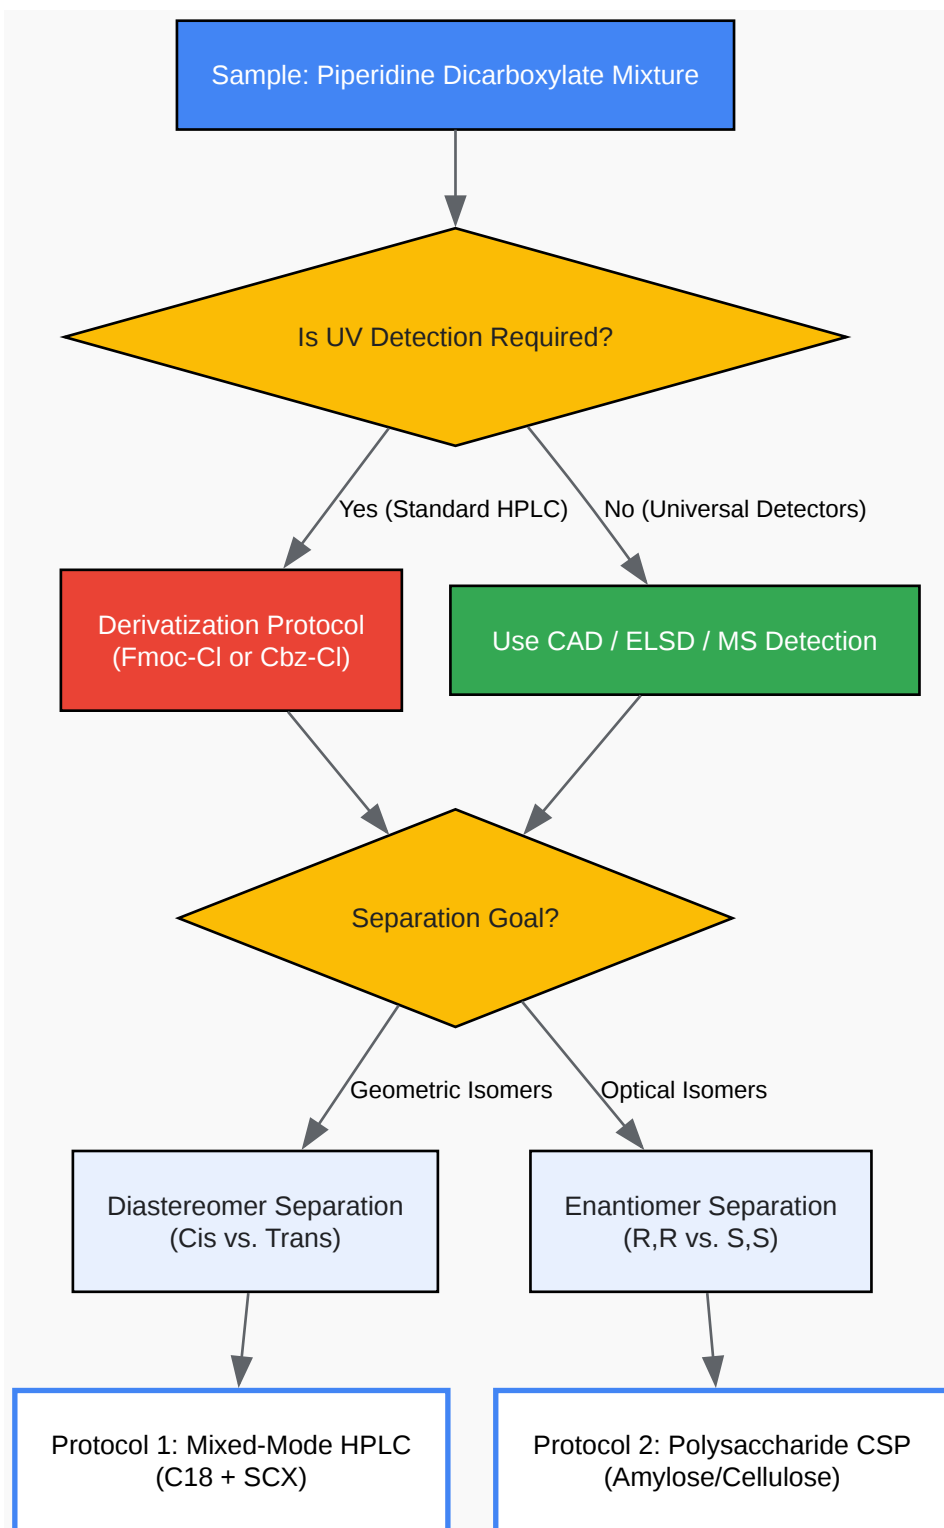 Sample: Piperidine Dicarboxylate Mixture
Is UV Detection Required?
Yes (Standard HPLC)
No (Universal Detectors)
Derivatization Protocol
(Fmoc-Cl or Cbz-Cl)
Use CAD / ELSD / MS Detection
Separation Goal?
Geometric Isomers
Optical Isomers
Diastereomer Separation
(Cis vs. Trans)
Enantiomer Separation
(R,R vs. S,S)
Protocol 1: Mixed-Mode HPLC
(C18 + SCX)
Protocol 2: Polysaccharide CSP
(Amylose/Cellulose)